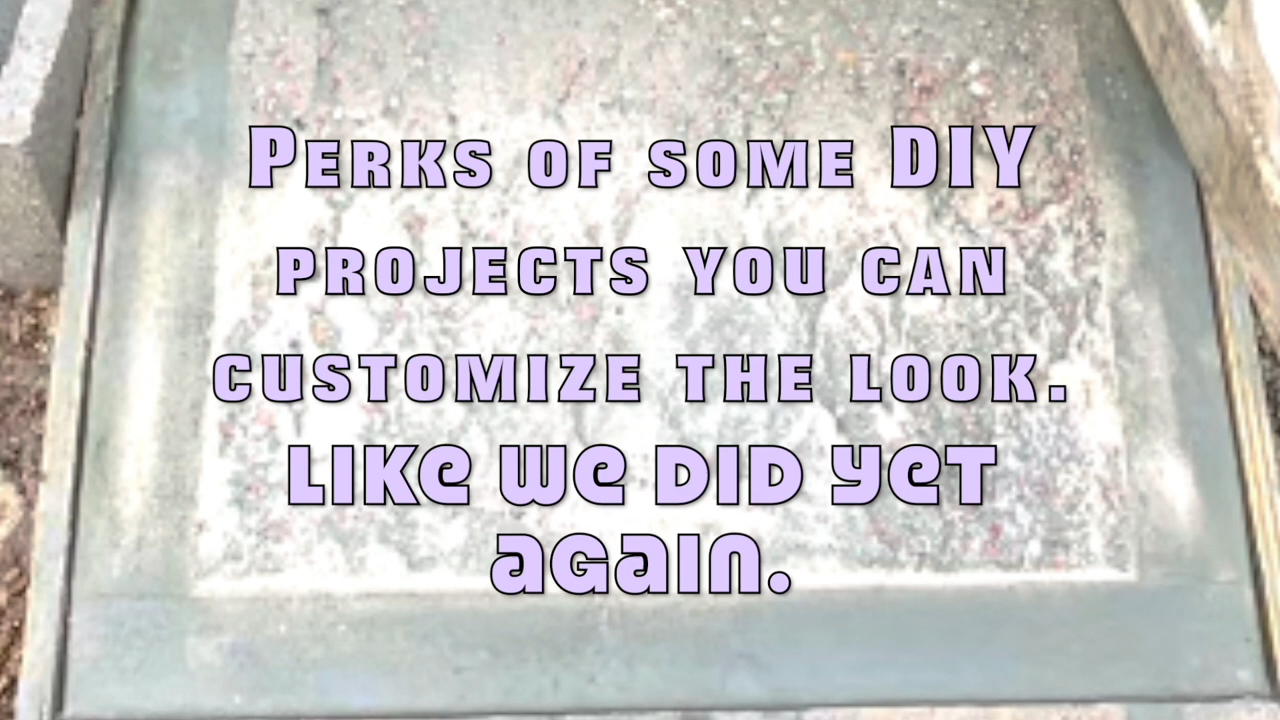 Perks of some DIY
projects you can
customize the look.
Like we did yet
again.